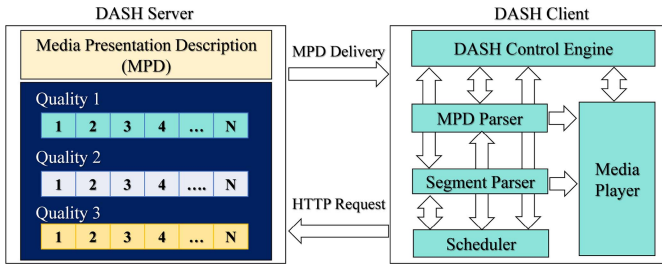 DASH Server
Media Presentation Description
(MPD)
Quality 1
1 2 3 4 ... N
Quality 2
1 2 3 4 .... N
Quality 3
1 2 3 4 ... N
MPD Delivery
HTTP Request
DASH Client
DASH Control Engine
MPD Parser
Segment Parser
Scheduler
Media
Player